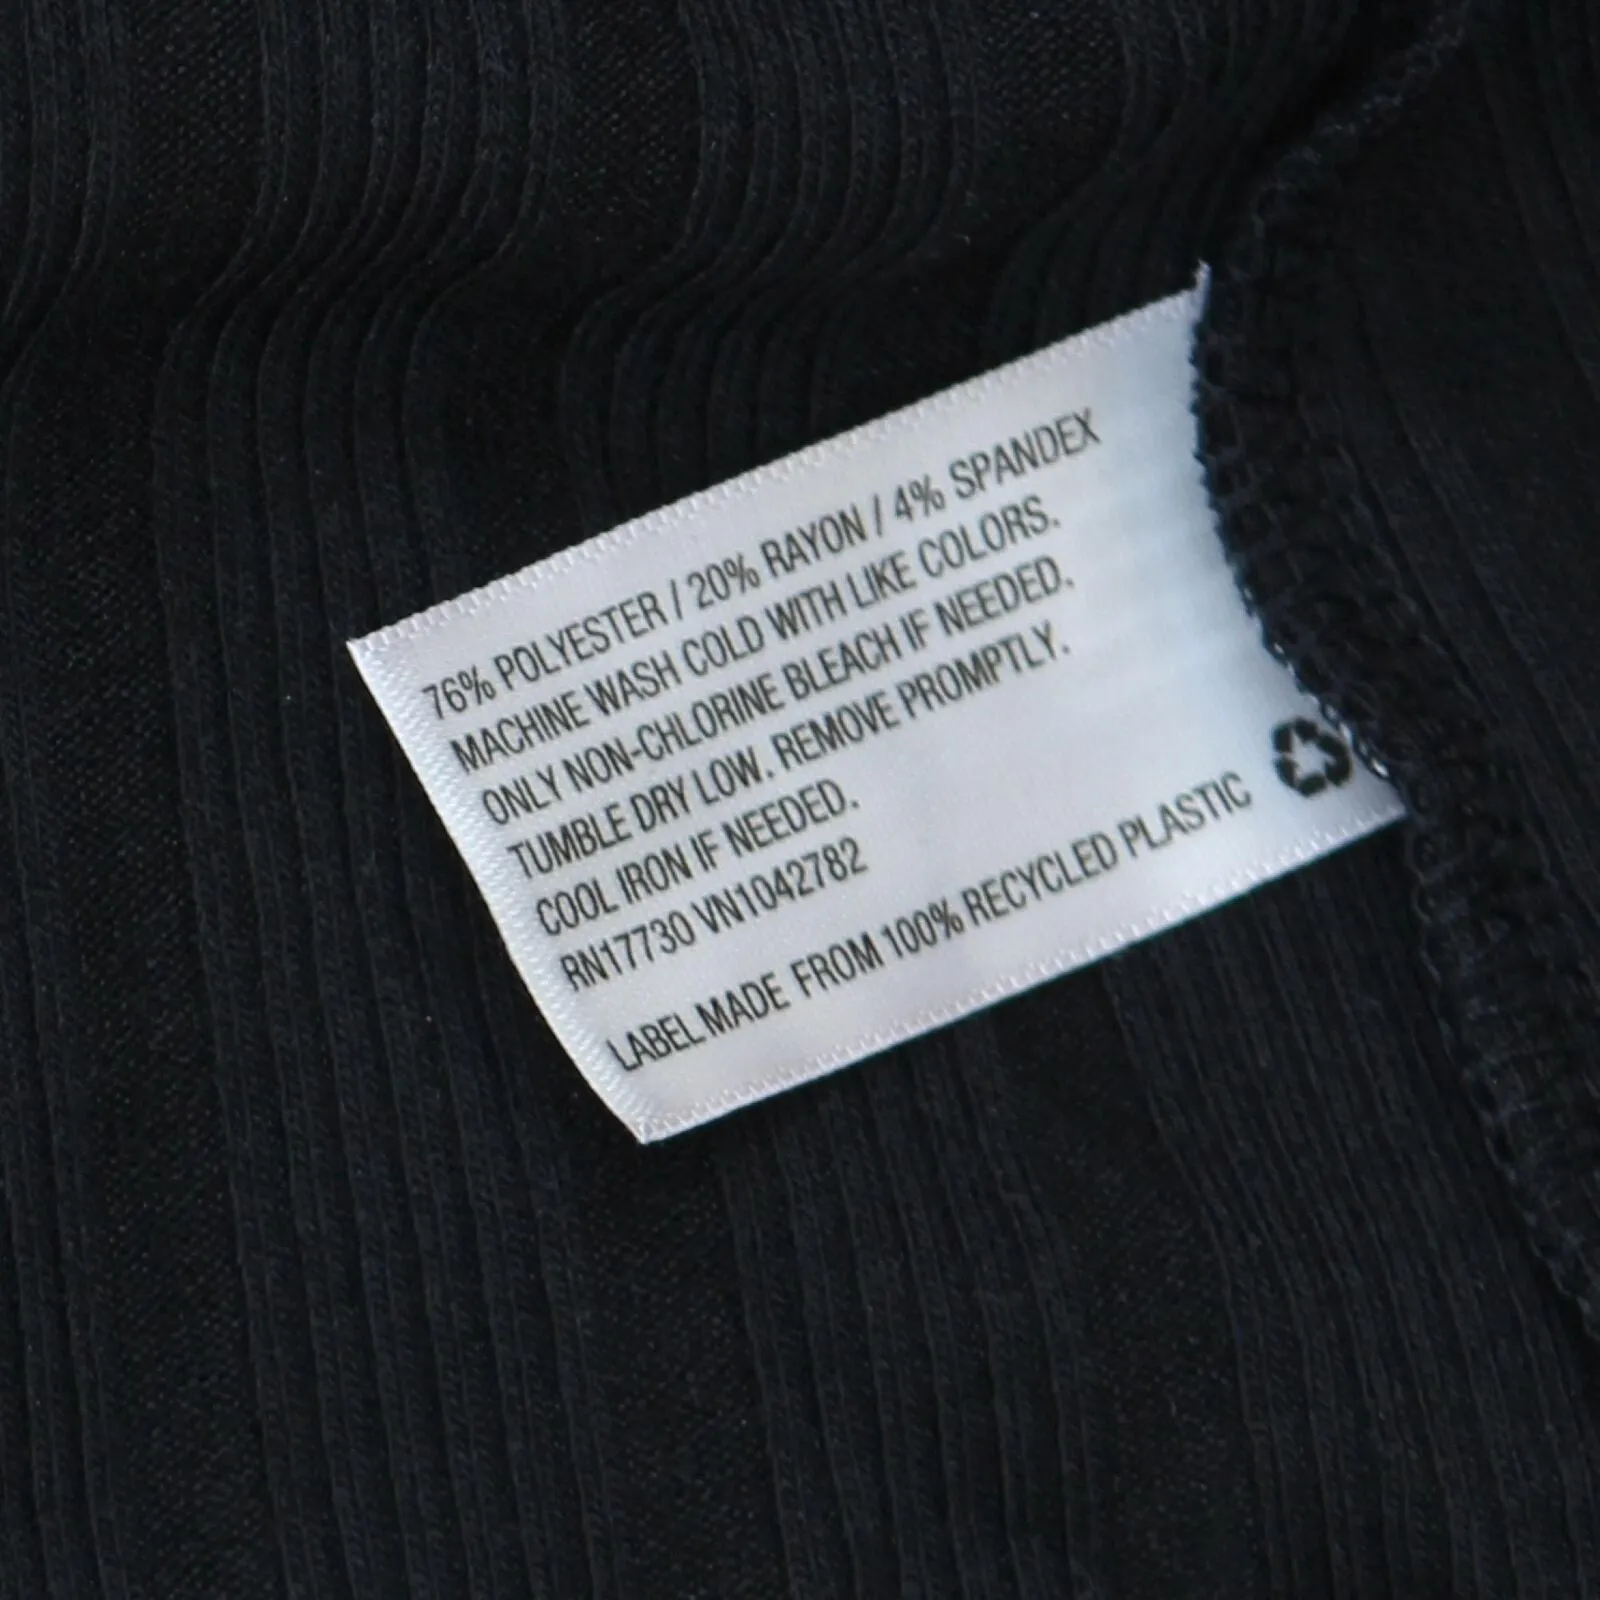 76% POLYESTER / 20% RAYON / 4% SPANDEX
MACHINE WASH COLD WITH LIKE COLORS.
ONLY NON-CHLORINE BLEACH IF NEEDED.
TUMBLE DRY LOW. REMOVE PROMPTLY.
COOL IRON IF NEEDED.
RN17730 VN1042782
LABEL MADE FROM 100% RECYCLED PLASTIC